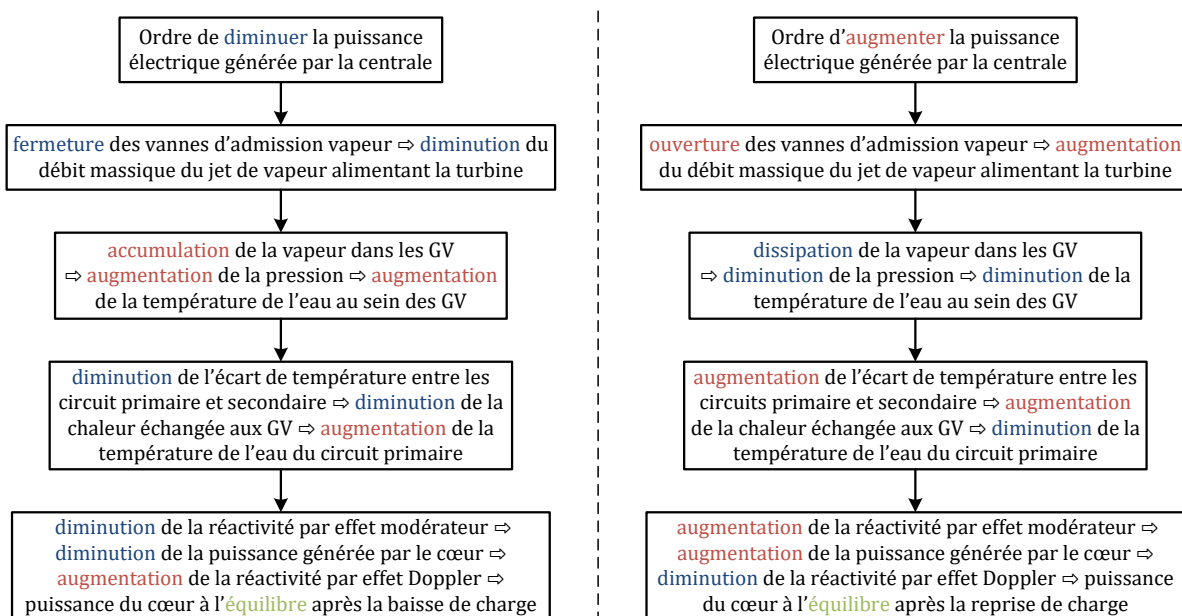 Ordre de diminuer la puissance
électrique générée par la centrale
fermeture des vannes d'admission vapeur ⇨ diminution du
débit massique du jet de vapeur alimentant la turbine
accumulation de la vapeur dans les GV
⇨ augmentation de la pression ⇨ augmentation
de la température de l'eau au sein des GV
diminution de l'écart de température entre les
circuit primaire et secondaire ⇨ diminution de la
chaleur échangée aux GV ⇨ augmentation de la
température de l'eau du circuit primaire
diminution de la réactivité par effet modérateur ⇨
diminution de la puissance générée par le cœur ⇨
augmentation de la réactivité par effet Doppler ⇨
puissance du cœur à l'équilibre après la baisse de charge
Ordre d'augmenter la puissance
électrique générée par la centrale
ouverture des vannes d'admission vapeur ⇨ augmentation
du débit massique du jet de vapeur alimentant la turbine
dissipation de la vapeur dans les GV
⇨ diminution de la pression ⇨ diminution de la
température de l'eau au sein des GV
augmentation de l'écart de température entre les
circuits primaire et secondaire ⇨ augmentation
de la chaleur échangée aux GV ⇨ diminution de la
température de l'eau du circuit primaire
augmentation de la réactivité par effet modérateur ⇨
augmentation de la puissance générée par le cœur ⇨
diminution de la réactivité par effet Doppler ⇨ puissance
du cœur à l'équilibre après la reprise de charge